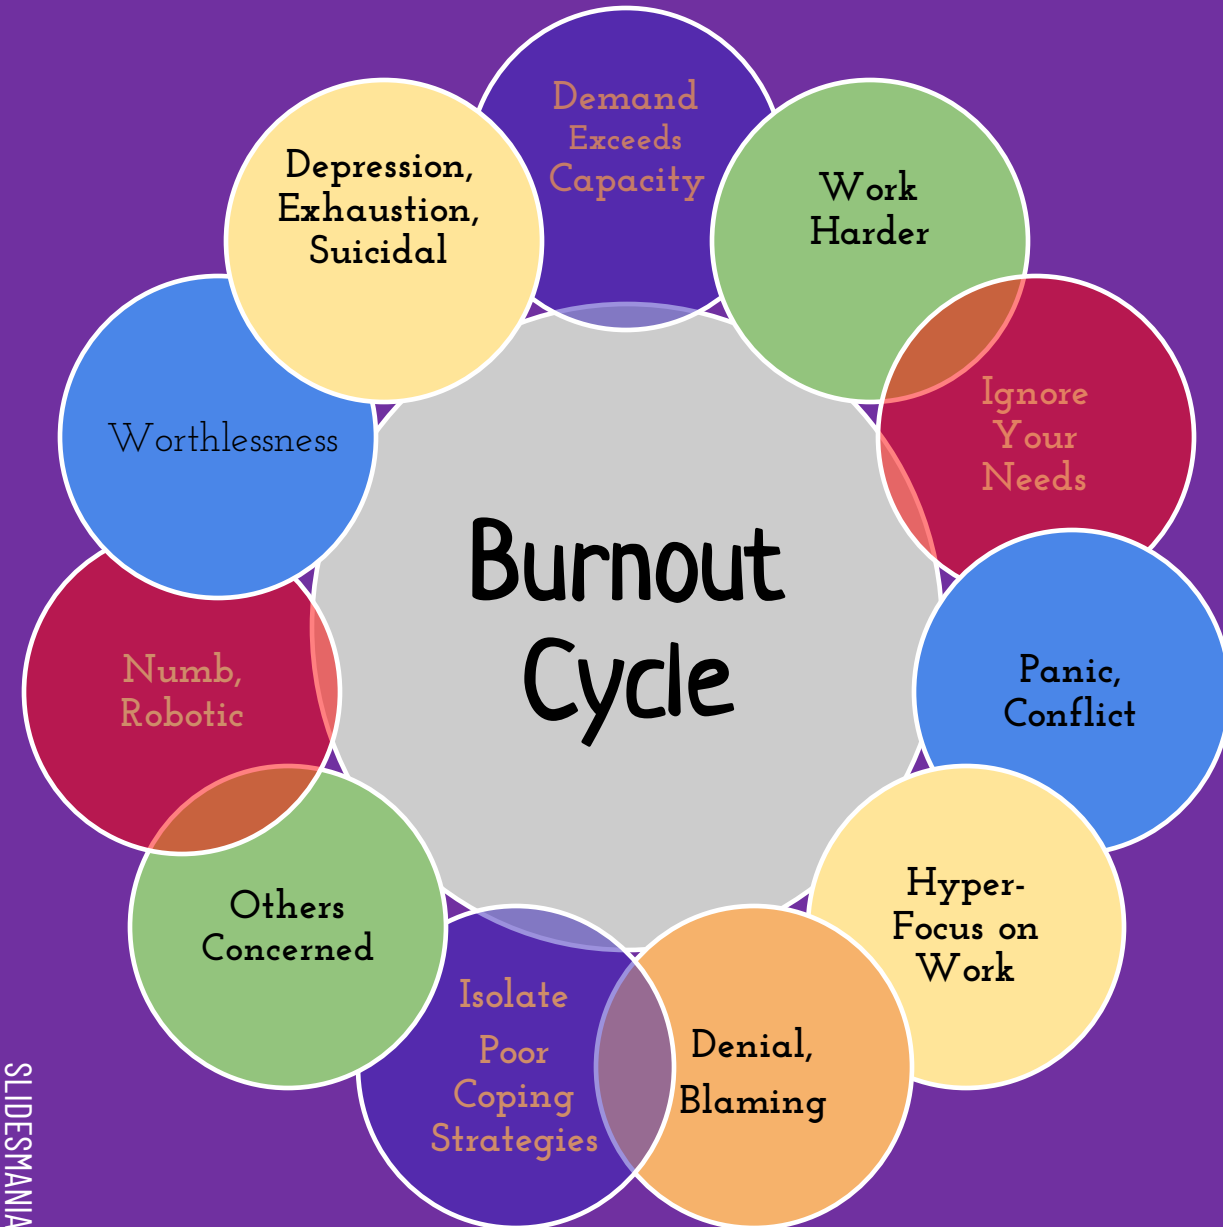 Burnout
Cycle
Demand
Exceeds
Capacity
Work
Harder
Ignore
Your
Needs
Panic,
Conflict
Hyper-
Focus on
Work
Denial,
Blaming
Isolate
Poor
Coping
Strategies
Others
Concerned
Numb,
Robotic
Worthlessness
Depression,
Exhaustion,
Suicidal
SLIDESMANIA